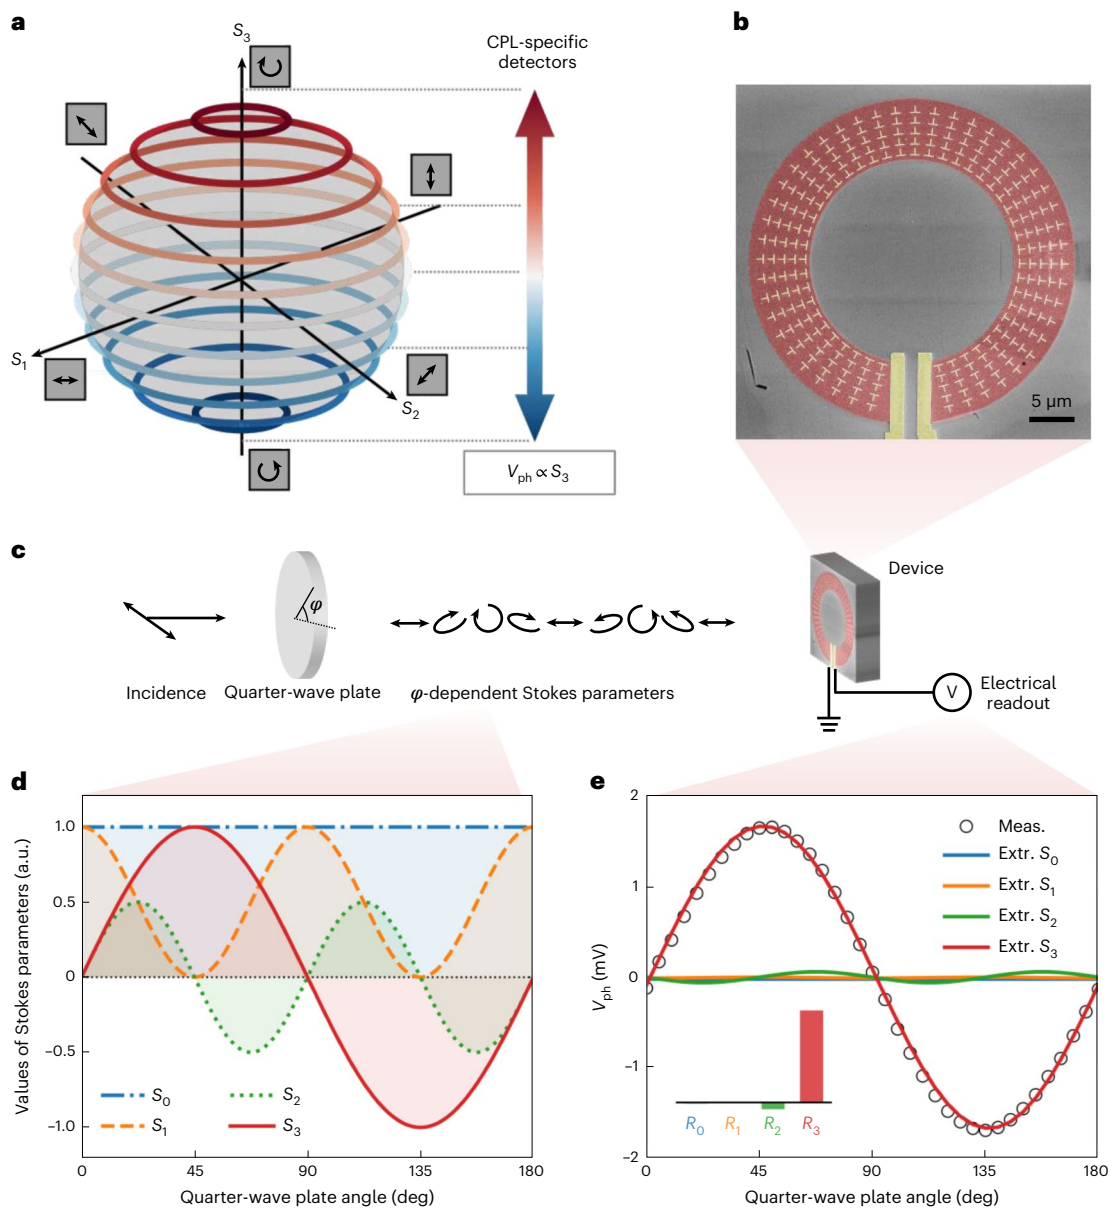 a
S3
CPL-specific
detectors
S1
S2
Vph ∝ S3
b
5 μm
c
φ
Incidence
Quarter-wave plate
φ-dependent Stokes parameters
Device
V
Electrical
readout
d
Values of Stokes parameters (a.u.)
1.0
0.5
0
–0.5
–1.0
S0
S1
S2
S3
0
45
90
135
180
Quarter-wave plate angle (deg)
e
Vph (mV)
2
1
0
–1
–2
Meas.
Extr. S0
Extr. S1
Extr. S2
Extr. S3
R0
R1
R2
R3
0
45
90
135
180
Quarter-wave plate angle (deg)